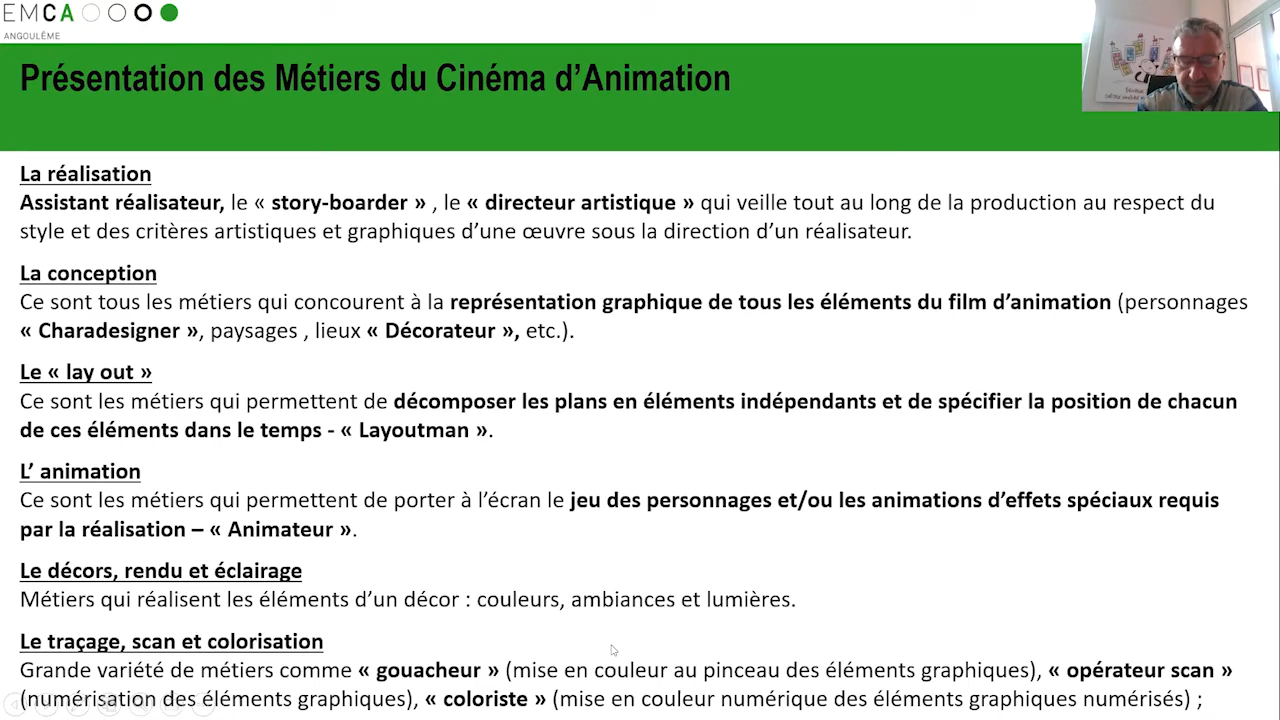 EMCA
ANGOULÊME
Présentation des Métiers du Cinéma d’Animation
La réalisation
Assistant réalisateur, le « story-boarder » , le « directeur artistique » qui veille tout au long de la production au respect du
style et des critères artistiques et graphiques d’une œuvre sous la direction d’un réalisateur.
La conception
Ce sont tous les métiers qui concourent à la représentation graphique de tous les éléments du film d’animation (personnages
« Charadesigner », paysages , lieux « Décorateur », etc.).
Le « lay out »
Ce sont les métiers qui permettent de décomposer les plans en éléments indépendants et de spécifier la position de chacun
de ces éléments dans le temps - « Layoutman ».
L’ animation
Ce sont les métiers qui permettent de porter à l’écran le jeu des personnages et/ou les animations d’effets spéciaux requis
par la réalisation – « Animateur ».
Le décors, rendu et éclairage
Métiers qui réalisent les éléments d’un décor : couleurs, ambiances et lumières.
Le traçage, scan et colorisation
Grande variété de métiers comme « gouacheur » (mise en couleur au pinceau des éléments graphiques), « opérateur scan »
(numérisation des éléments graphiques), « coloriste » (mise en couleur numérique des éléments graphiques numérisés) ;